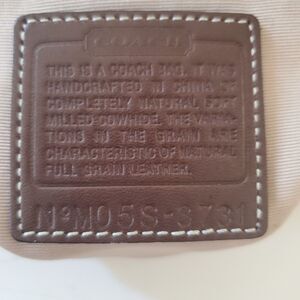 COACH
THIS IS A COACH BAG. IT WAS
HANDCRAFTED IN CHINA OF
COMPLETELY NATURAL SOFT
MILLED COWHIDE. THE VARIA-
TIONS IN THE GRAIN ARE
CHARACTERISTIC OF NATURAL
FULL GRAIN LEATHER.
Nº M05S-3731